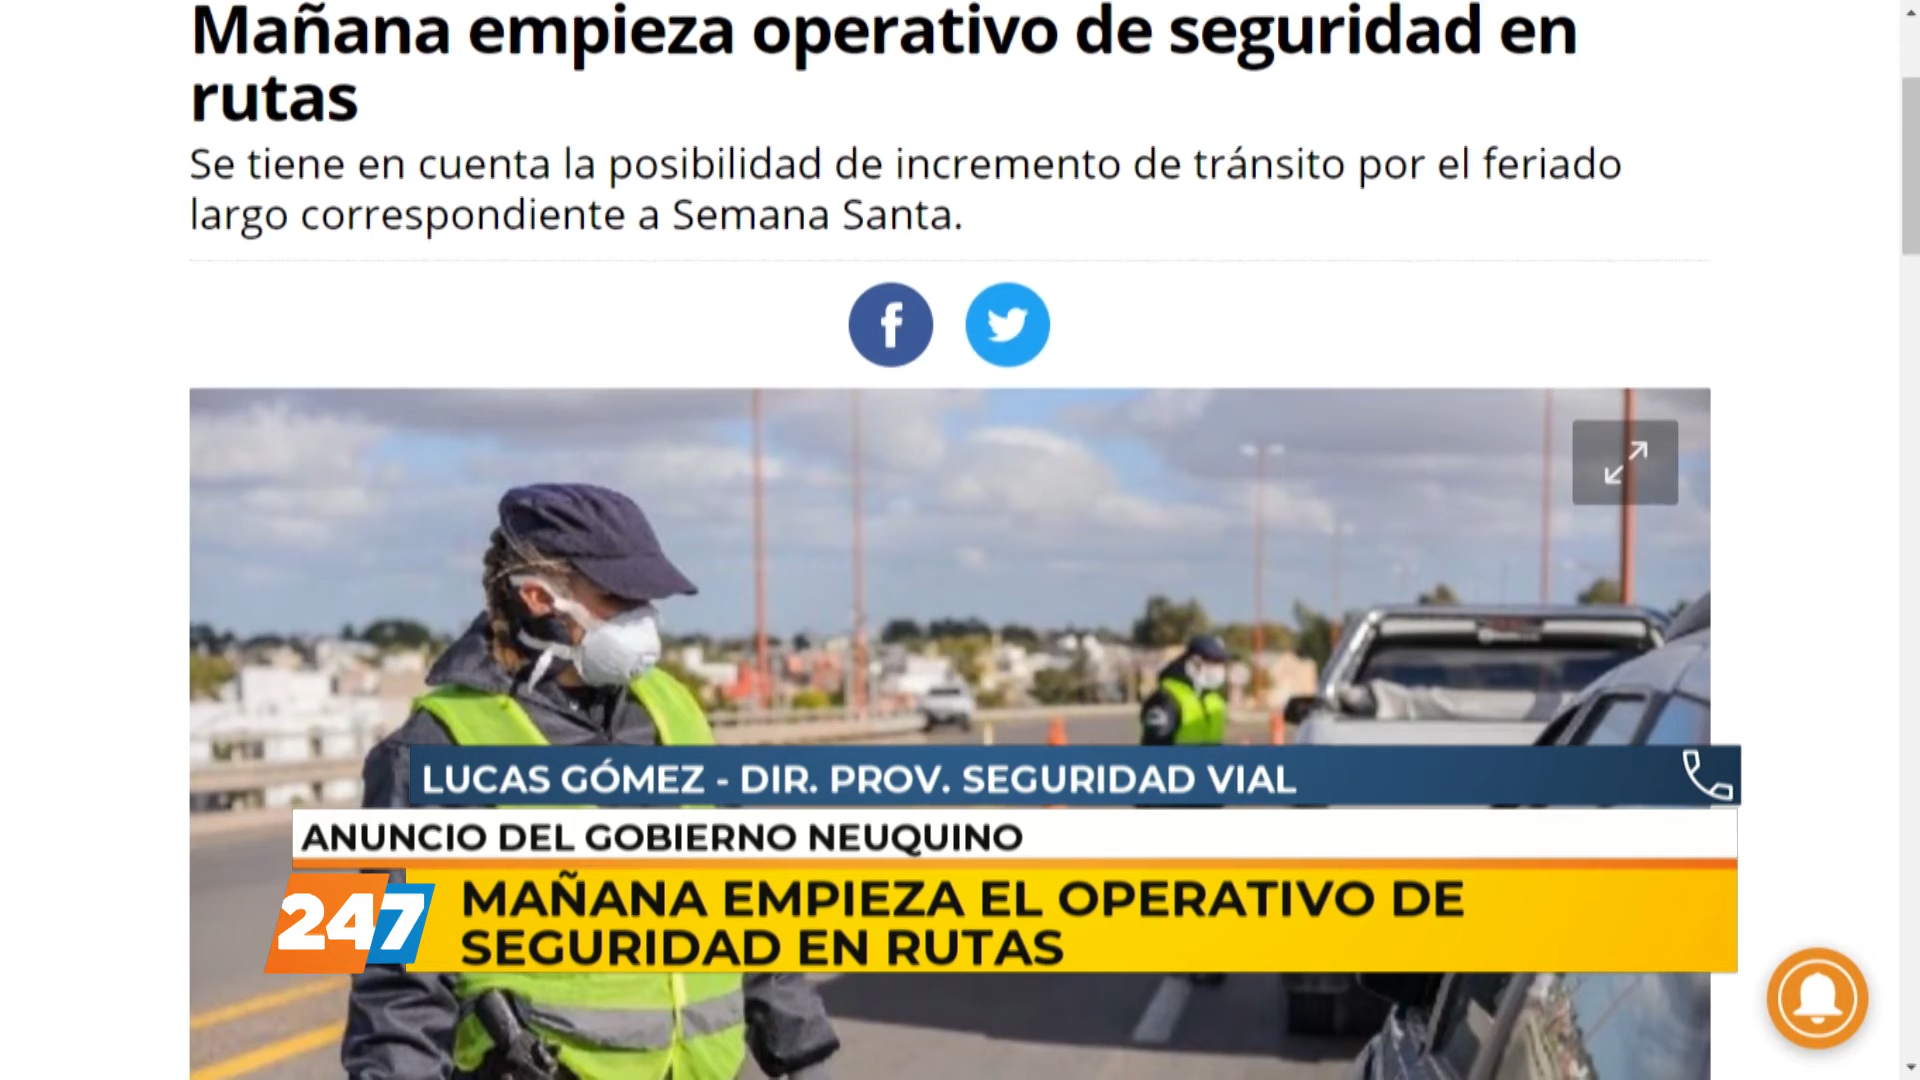 Mañana empieza operativo de seguridad en
rutas
Se tiene en cuenta la posibilidad de incremento de tránsito por el feriado
largo correspondiente a Semana Santa.
LUCAS GÓMEZ - DIR. PROV. SEGURIDAD VIAL
ANUNCIO DEL GOBIERNO NEUQUINO
247
MAÑANA EMPIEZA EL OPERATIVO DE
SEGURIDAD EN RUTAS